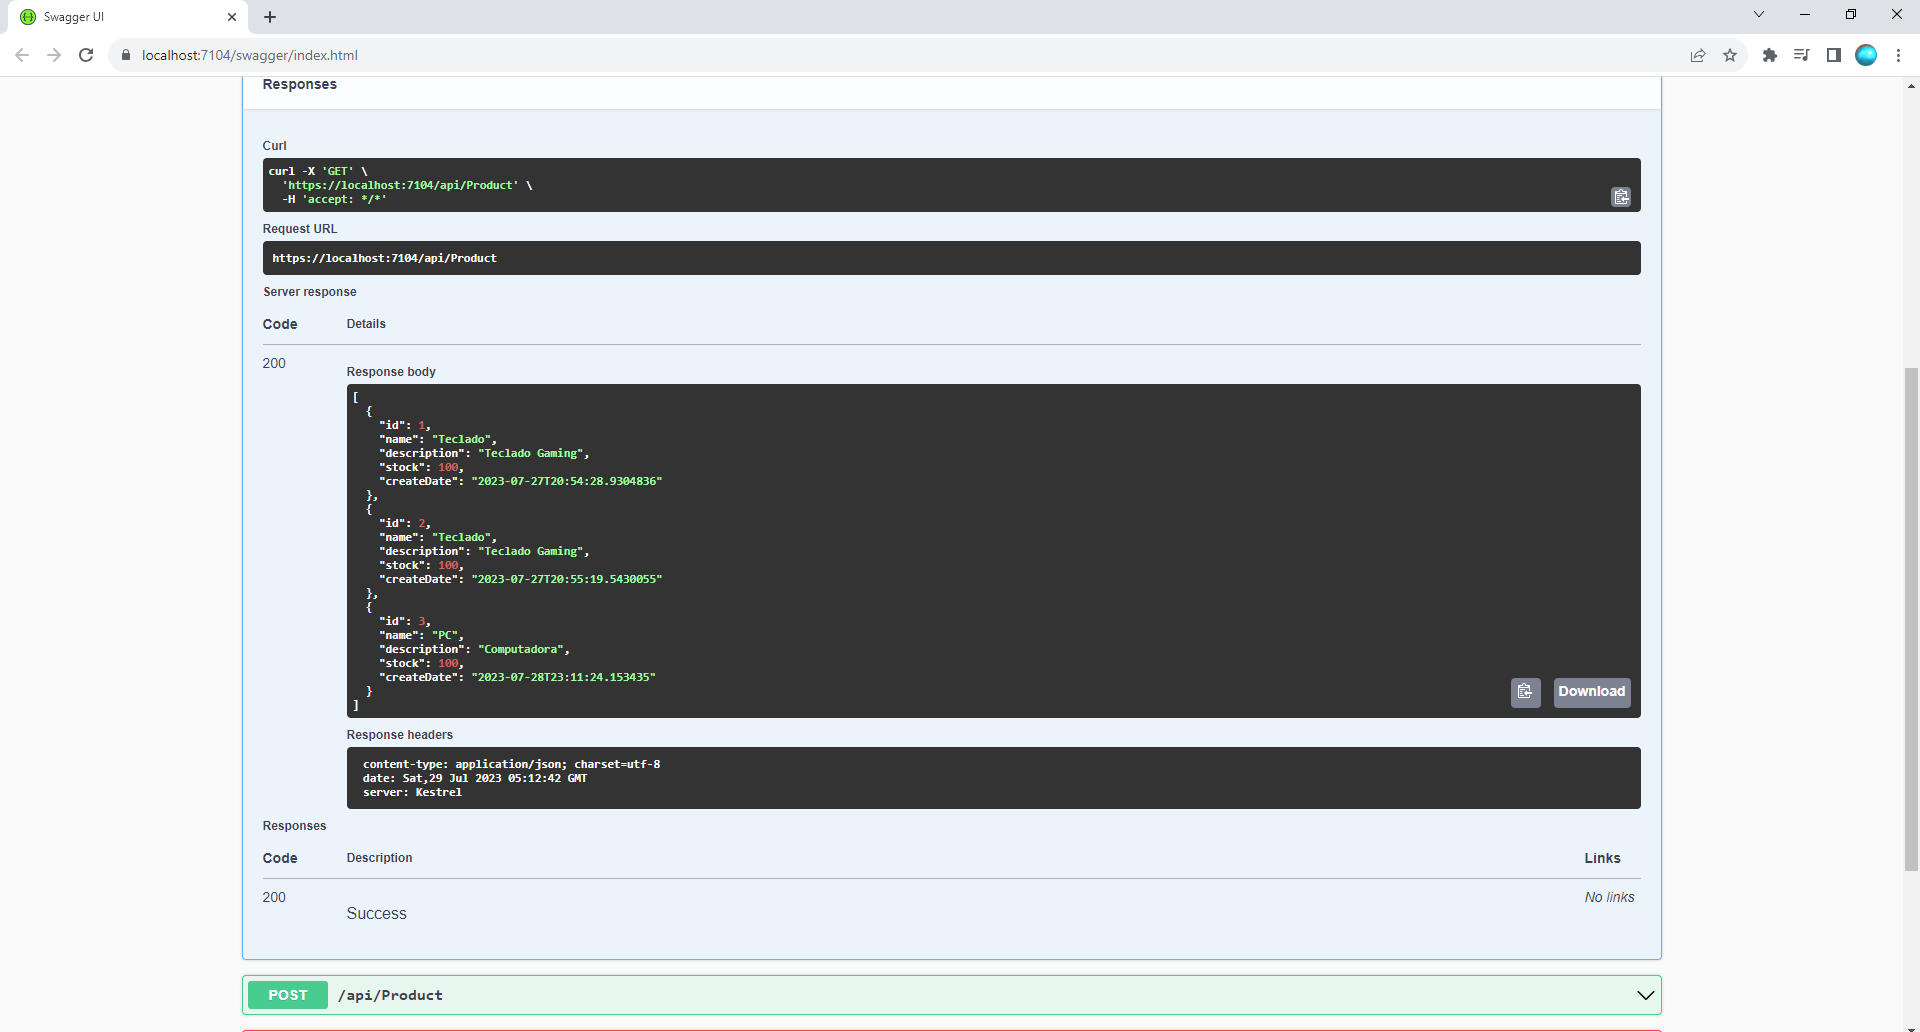 Swagger UI
localhost:7104/swagger/index.html
Responses
Curl
curl -X 'GET' \
  'https://localhost:7104/api/Product' \
  -H 'accept: */*'
Request URL
https://localhost:7104/api/Product
Server response
Code Details
200
Response body
[
  {
    "id": 1,
    "name": "Teclado",
    "description": "Teclado Gaming",
    "stock": 100,
    "createDate": "2023-07-27T20:54:28.9304836"
  },
  {
    "id": 2,
    "name": "Teclado",
    "description": "Teclado Gaming",
    "stock": 100,
    "createDate": "2023-07-27T20:55:19.5430055"
  },
  {
    "id": 3,
    "name": "PC",
    "description": "Computadora",
    "stock": 100,
    "createDate": "2023-07-28T23:11:24.153435"
  }
]
Download
Response headers
content-type: application/json; charset=utf-8
date: Sat,29 Jul 2023 05:12:42 GMT
server: Kestrel
Responses
Code Description Links
200 No links
Success
POST /api/Product